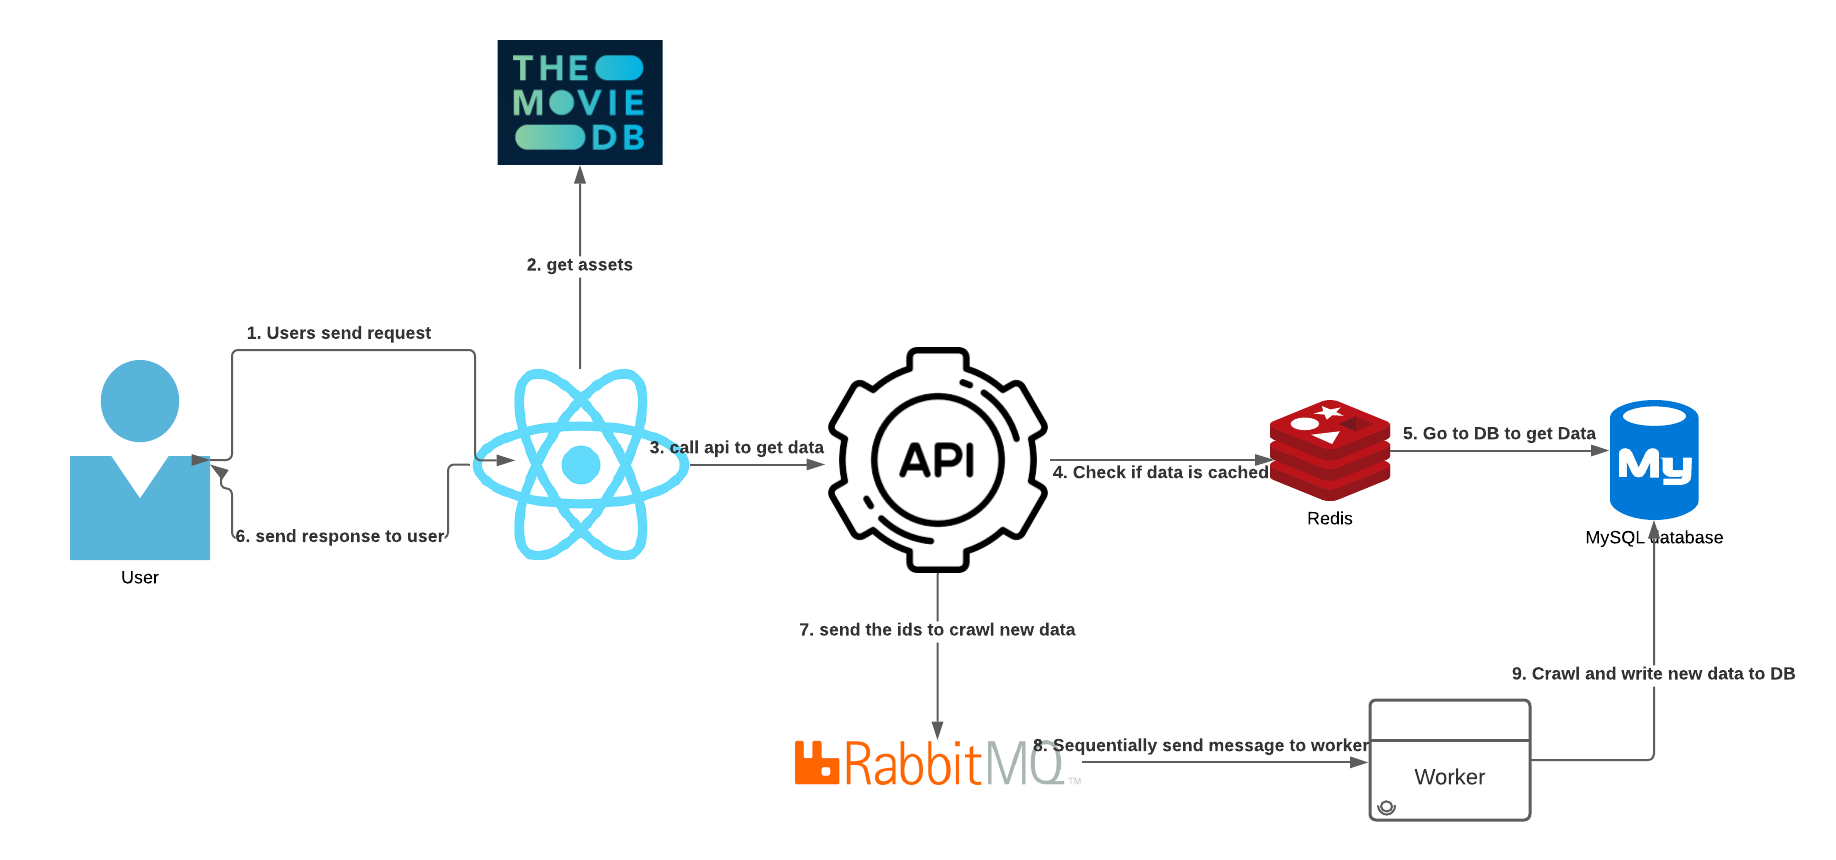 THE
MOVIE
DB
2. get assets
1. Users send request
3. call api to get data
API
4. Check if data is cached
5. Go to DB to get Data
My
Redis
MySQL database
6. send response to user
User
7. send the ids to crawl new data
9. Crawl and write new data to DB
RabbitMQ™
8. Sequentially send message to worker
Worker